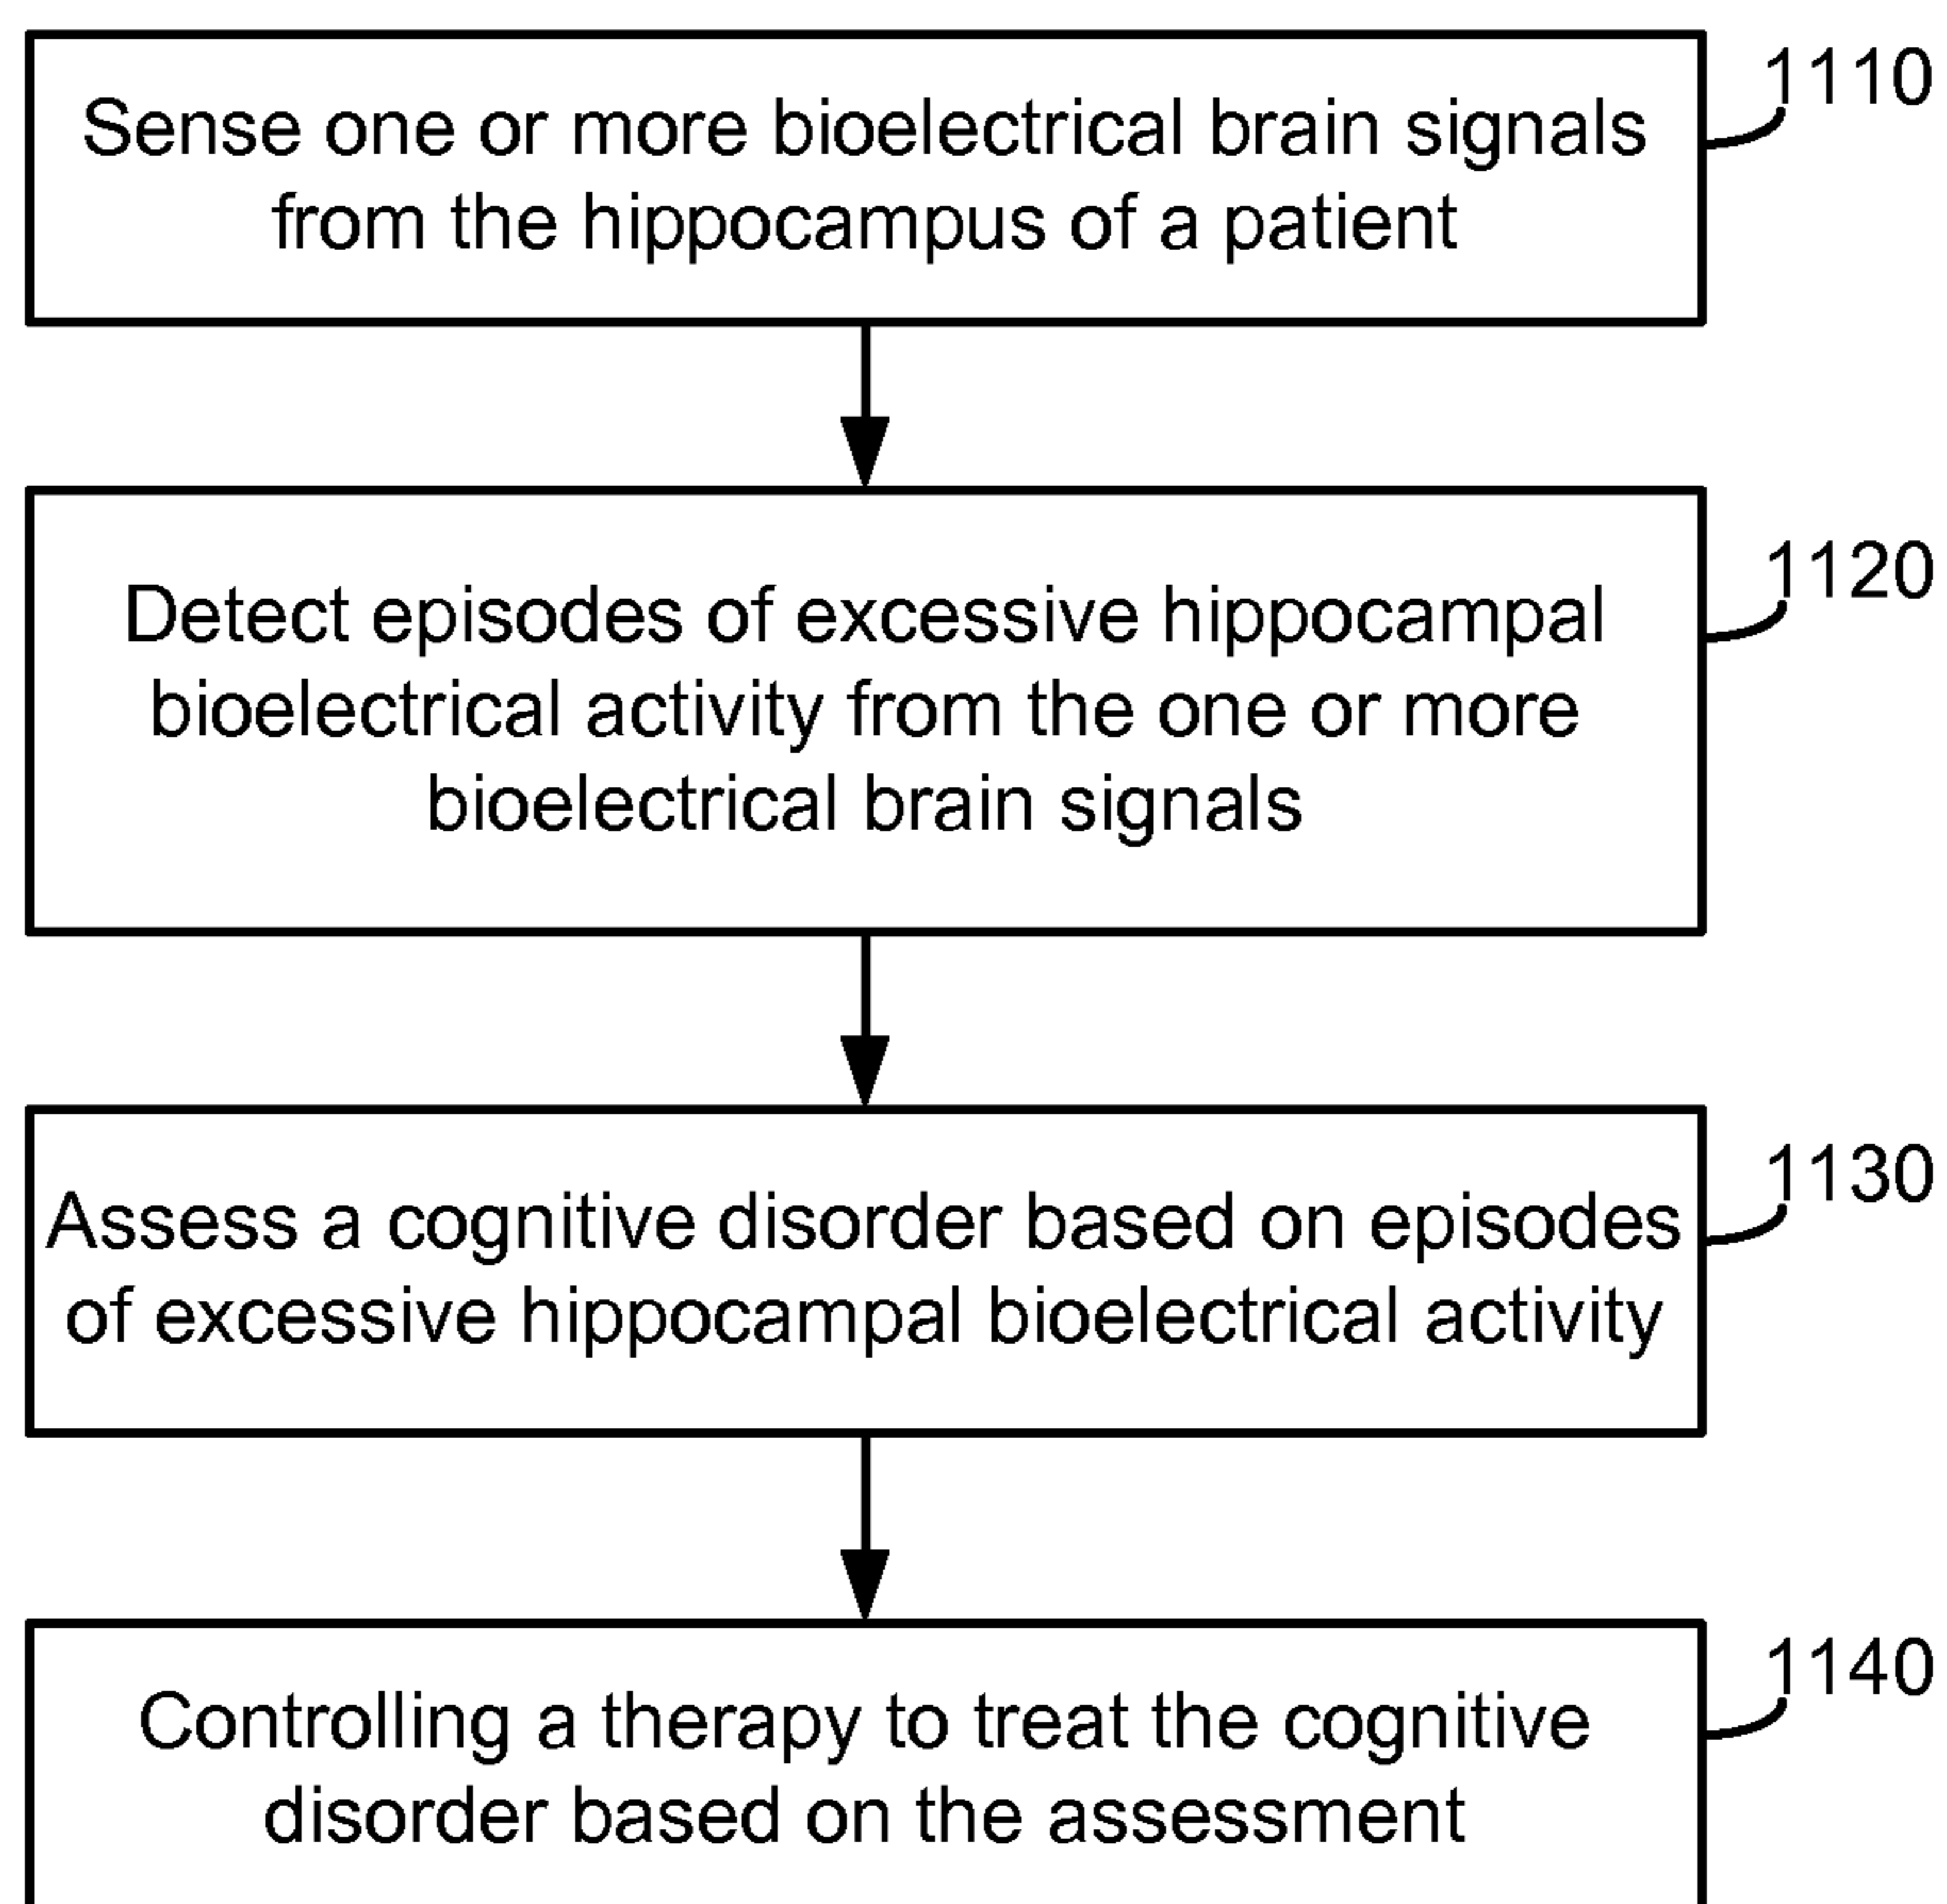 1110
Sense one or more bioelectrical brain signals
from the hippocampus of a patient
1120
Detect episodes of excessive hippocampal
bioelectrical activity from the one or more
bioelectrical brain signals
1130
Assess a cognitive disorder based on episodes
of excessive hippocampal bioelectrical activity
1140
Controlling a therapy to treat the cognitive
disorder based on the assessment